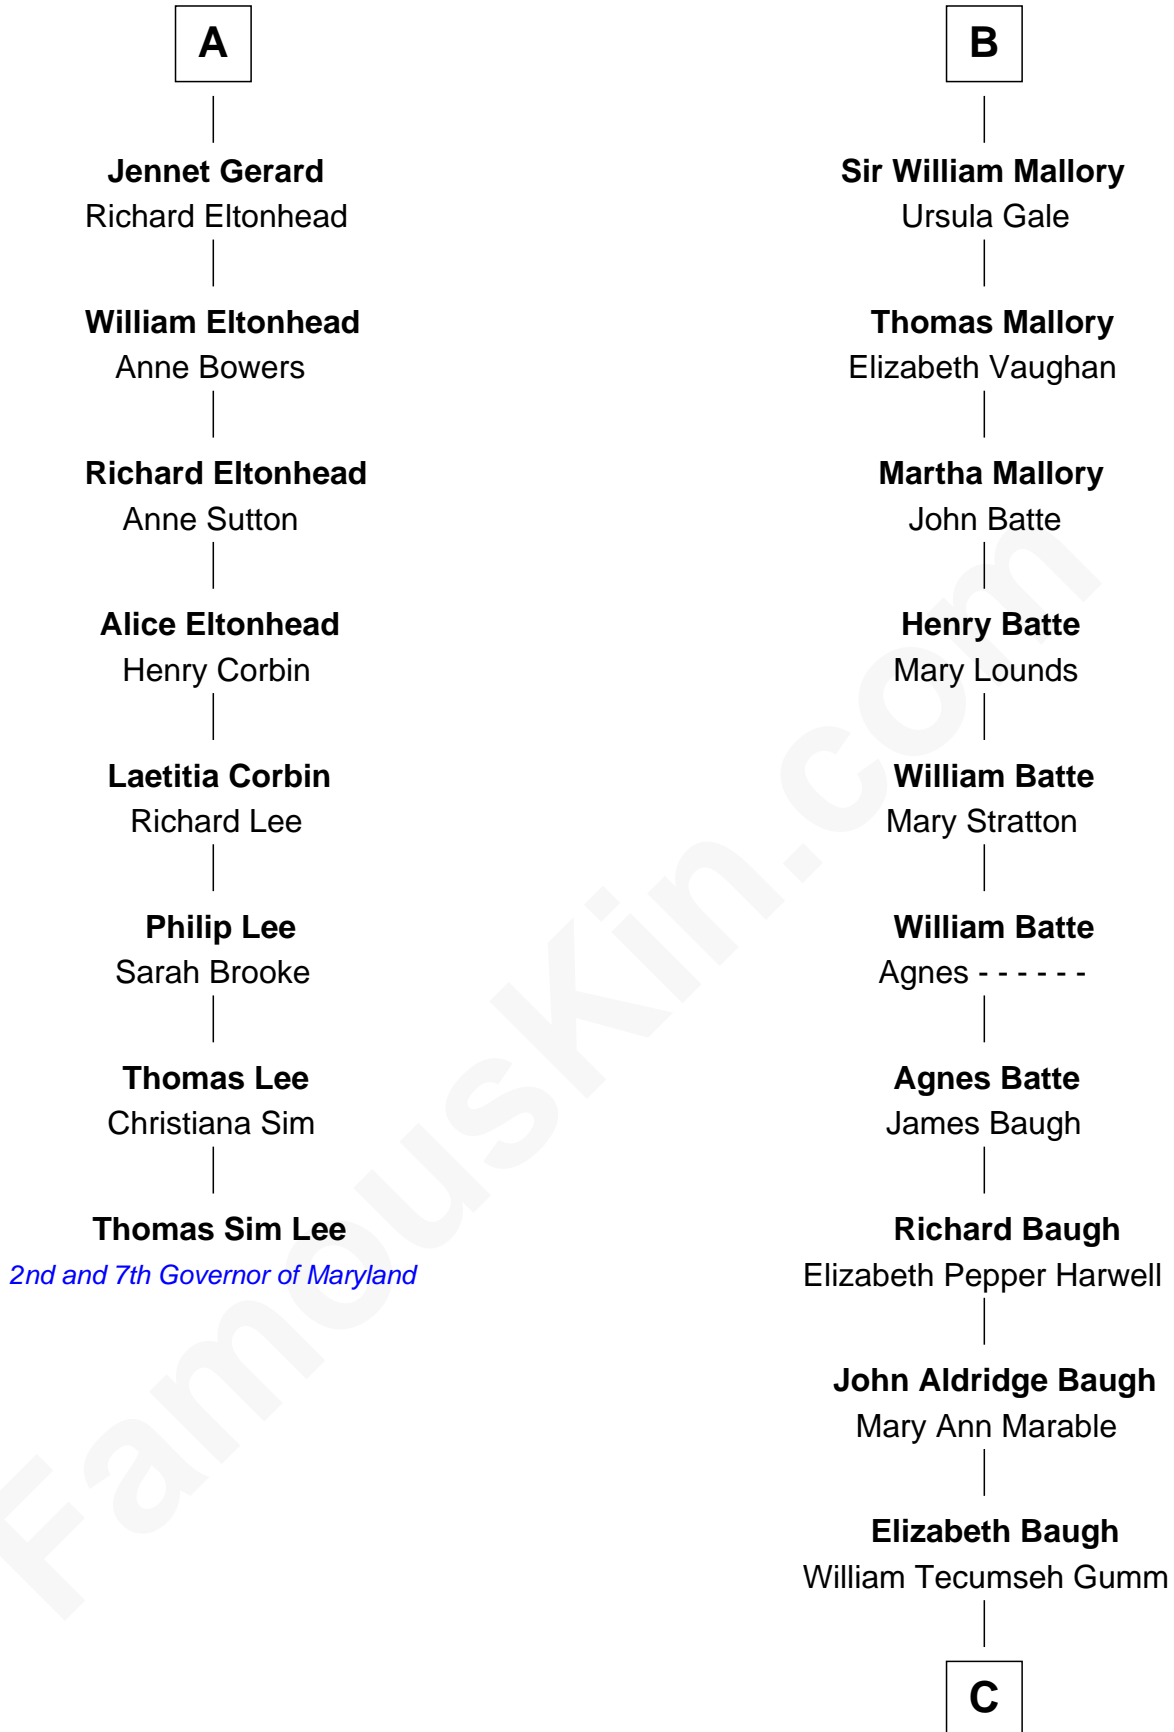 A
Jennet Gerard
Richard Eltonhead
William Eltonhead
Anne Bowers
Richard Eltonhead
Anne Sutton
Alice Eltonhead
Henry Corbin
Laetitia Corbin
Richard Lee
Philip Lee
Sarah Brooke
Thomas Lee
Christiana Sim
Thomas Sim Lee
2nd and 7th Governor of Maryland
B
Sir William Mallory
Ursula Gale
Thomas Mallory
Elizabeth Vaughan
Martha Mallory
John Batte
Henry Batte
Mary Lounds
William Batte
Mary Stratton
William Batte
Agnes - - - - - -
Agnes Batte
James Baugh
Richard Baugh
Elizabeth Pepper Harwell
John Aldridge Baugh
Mary Ann Marable
Elizabeth Baugh
William Tecumseh Gumm
C
FamousKin.com